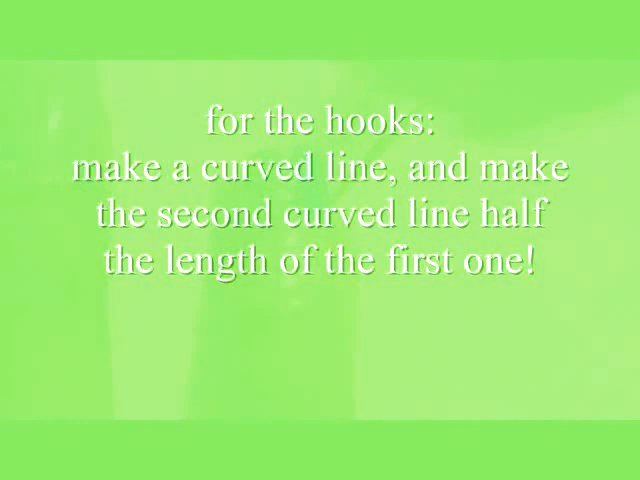 for the hooks:
make a curved line, and make
the second curved line half
the length of the first one!